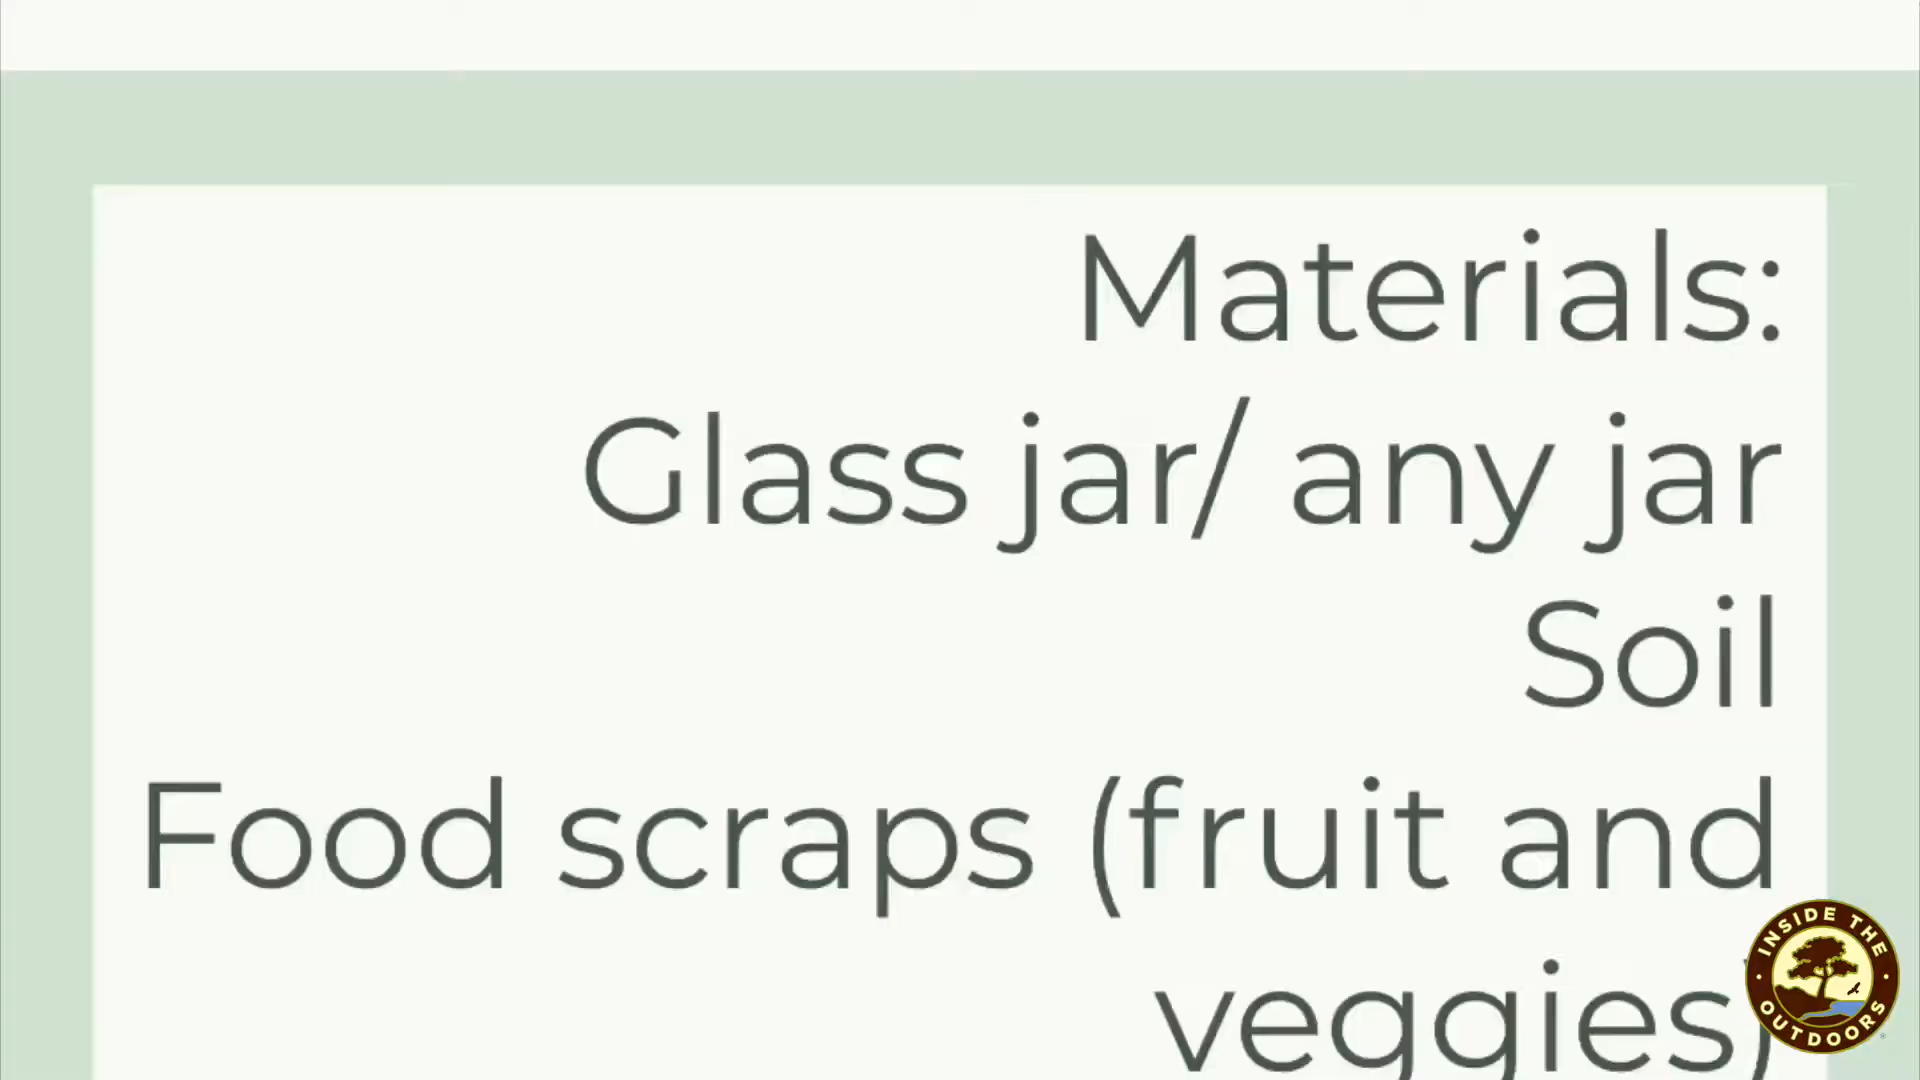 Materials:
Glass jar/ any jar
Soil
Food scraps (fruit and
veggies)
INSIDE THE
OUTDOORS